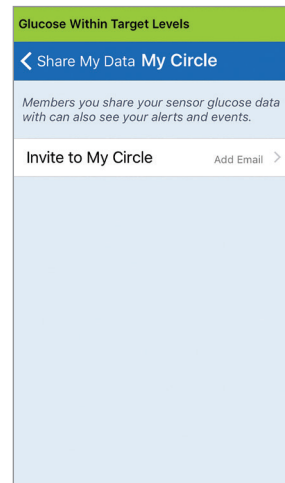 Glucose Within Target Levels
Share My Data My Circle
Members you share your sensor glucose data
with can also see your alerts and events.
Invite to My Circle Add Email